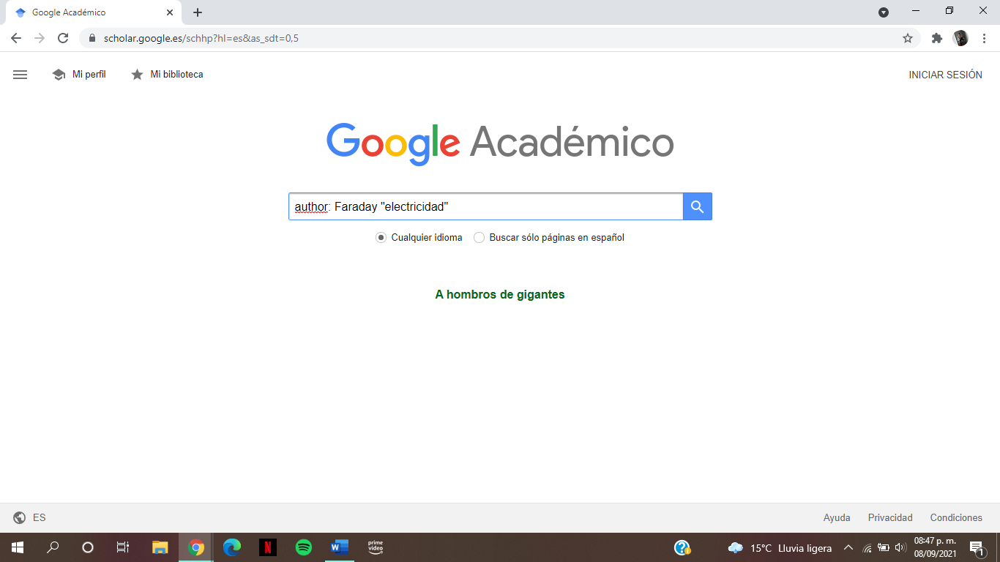 Google Académico
scholar.google.es/schhp?hl=es&as_sdt=0,5
Mi perfil
Mi biblioteca
INICIAR SESIÓN
Google Académico
author: Faraday "electricidad"
Cualquier idioma
Buscar sólo páginas en español
A hombros de gigantes
ES
Ayuda
Privacidad
Condiciones
N
W
prime
video
15°C Lluvia ligera
08:47 p. m.
08/09/2021
1